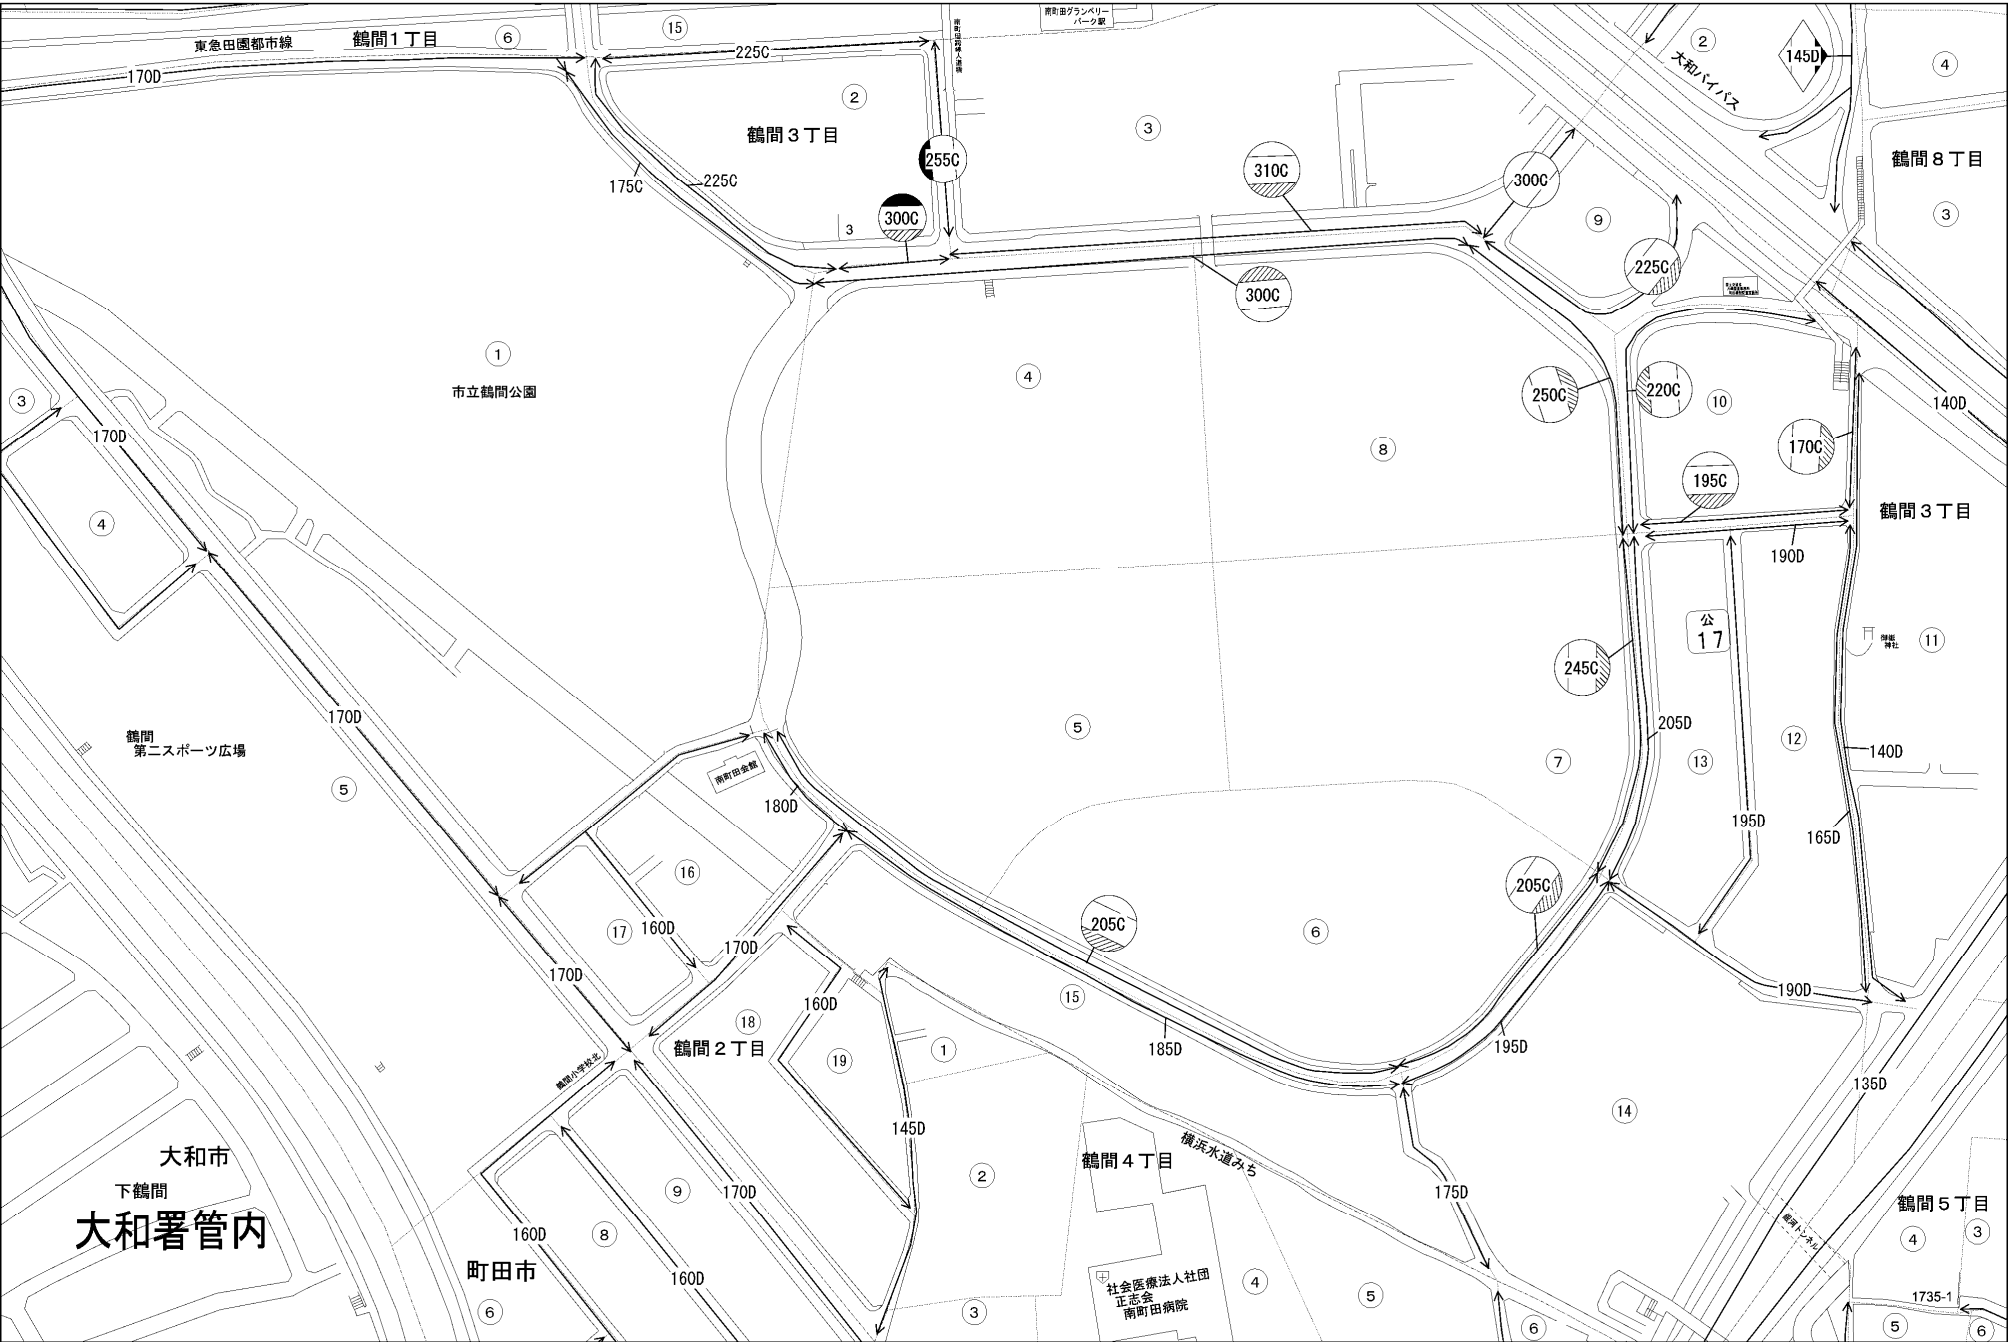 東急田園都市線
鶴間１丁目
⑥
⑮
南町田グランベリー
パーク駅
225C
170D
②
鶴間３丁目
③
②
大和バイパス
145D
④
鶴間８丁目
③
175C
225C
255C
300C
3
310C
300C
⑨
225C
300C
①
市立鶴間公園
④
⑧
250C
220C
⑩
140D
170C
195C
鶴間３丁目
190D
③
170D
④
公
17
⑪
245C
205D
⑫
⑬
140D
195D
165D
170D
鶴間
第二スポーツ広場
⑤
南町田会館
180D
⑤
⑦
⑯
⑰
160D
170D
170D
205C
205C
⑥
⑮
185D
195D
190D
160D
⑱
鶴間２丁目
⑲
①
鶴間小学校北
145D
②
鶴間４丁目
横浜水道みち
⑭
135D
175D
大和市
下鶴間
大和署管内
町田市
⑨
⑧
170D
160D
160D
⑥
③
社会医療法人社団
正志会
南町田病院
④
⑤
⑥
鶴間５丁目
④
③
1735-1
⑤
⑥